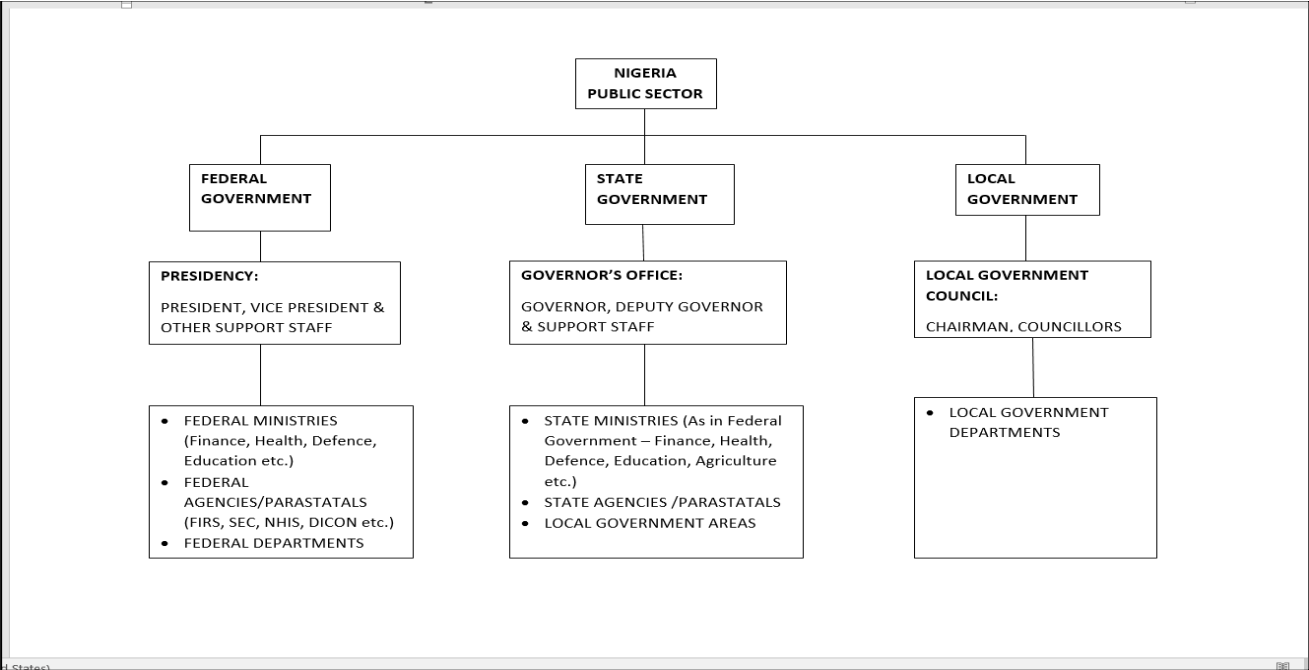 NIGERIA
PUBLIC SECTOR
FEDERAL
GOVERNMENT
STATE
GOVERNMENT
LOCAL
GOVERNMENT
PRESIDENCY:
PRESIDENT, VICE PRESIDENT &
OTHER SUPPORT STAFF
GOVERNOR’S OFFICE:
GOVERNOR, DEPUTY GOVERNOR
& SUPPORT STAFF
LOCAL GOVERNMENT
COUNCIL:
CHAIRMAN, COUNCILLORS
• FEDERAL MINISTRIES
(Finance, Health, Defence,
Education etc.)
• FEDERAL
AGENCIES/PARASTATALS
(FIRS, SEC, NHIS, DICON etc.)
• FEDERAL DEPARTMENTS
• STATE MINISTRIES (As in Federal
Government – Finance, Health,
Defence, Education, Agriculture
etc.)
• STATE AGENCIES /PARASTATALS
• LOCAL GOVERNMENT AREAS
• LOCAL GOVERNMENT
DEPARTMENTS
d States)